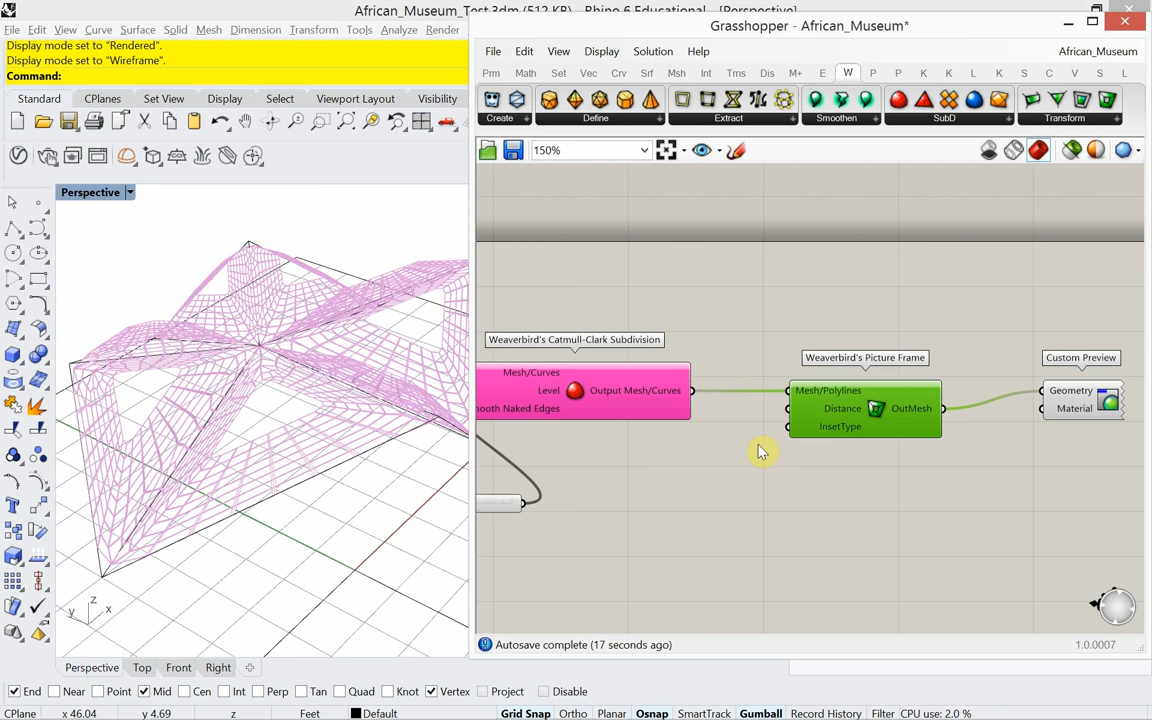 African_Museum_Test.3dm (512 KB) - Rhino 6 Educational - [Perspective]
File Edit View Curve Surface Solid Mesh Dimension Transform Tools Analyze Render
Display mode set to "Rendered".
Display mode set to "Wireframe".
Command:
Standard CPlanes Set View Display Select Viewport Layout Visibility
Perspective
Grasshopper - African_Museum*
File Edit View Display Solution Help African_Museum
Prm Math Set Vec Crv Srf Msh Int Trns Dis M+ E W P P K K L K S C V S L
Create Define Extract Smoothen SubD Transform
150%
Weaverbird's Catmull-Clark Subdivision
Mesh/Curves
Level Output Mesh/Curves
ooth Naked Edges
Weaverbird's Picture Frame
Mesh/Polylines
Distance OutMesh
InsetType
Custom Preview
Geometry
Material
Autosave complete (17 seconds ago) 1.0.0007
z
y x
Perspective Top Front Right
End Near Point Mid Cen Int Perp Tan Quad Knot Vertex Project Disable
CPlane x 46.04 y 4.69 z Feet Default Grid Snap Ortho Planar Osnap SmartTrack Gumball Record History Filter CPU use: 2.0 %